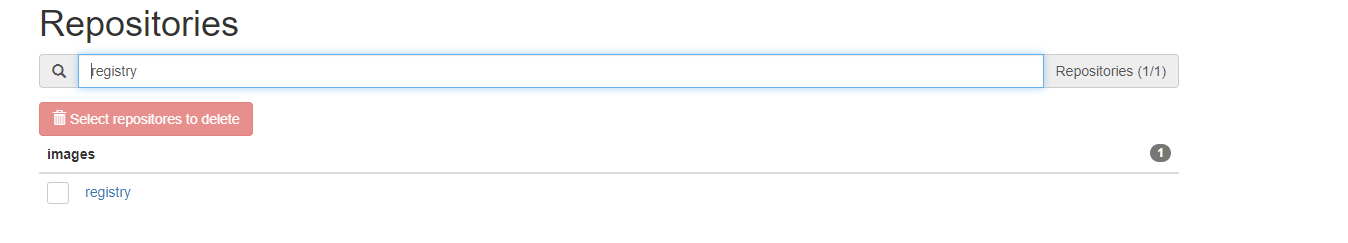 Repositories
registry
Repositories (1/1)
Select repositores to delete
images
1
registry